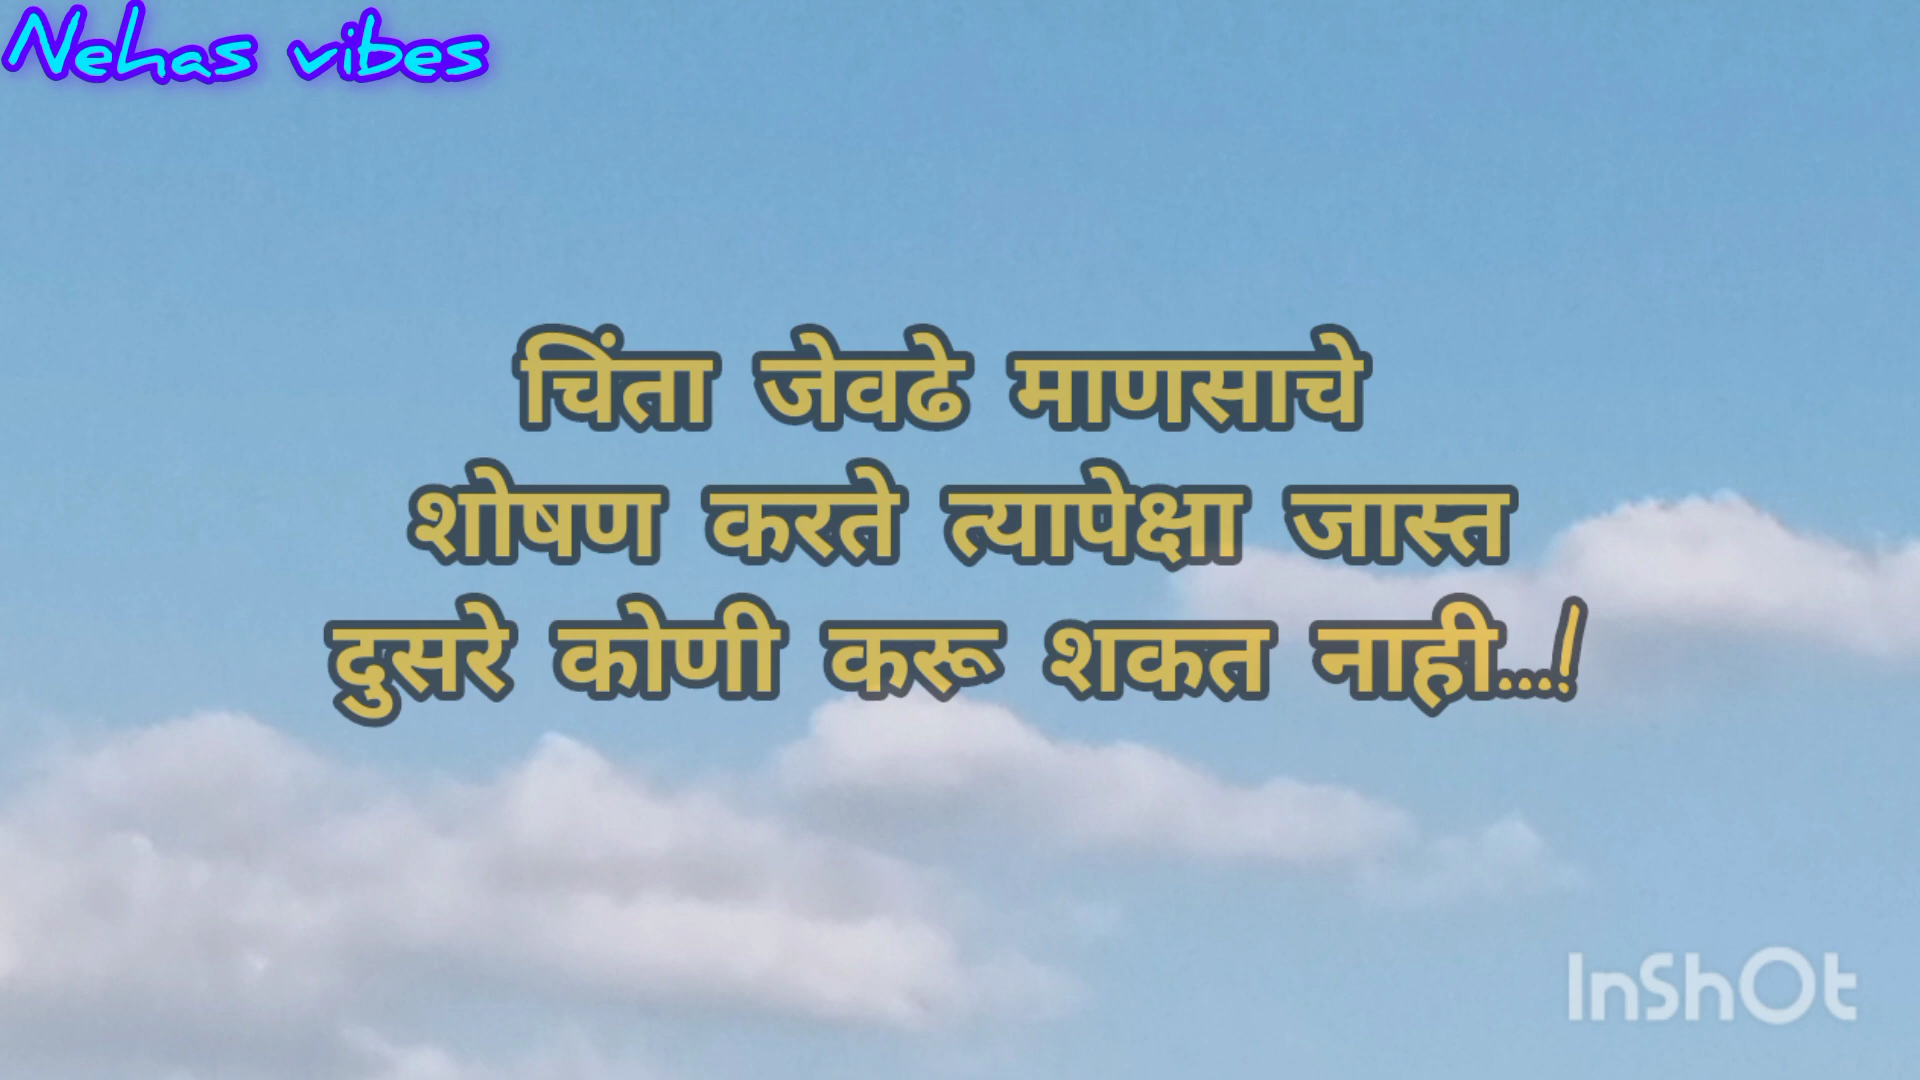 Nehas vibes
चिंता जेवढे माणसाचे
शोषण करते त्यापेक्षा जास्त
दुसरे कोणी करू शकत नाही...!
InShOt